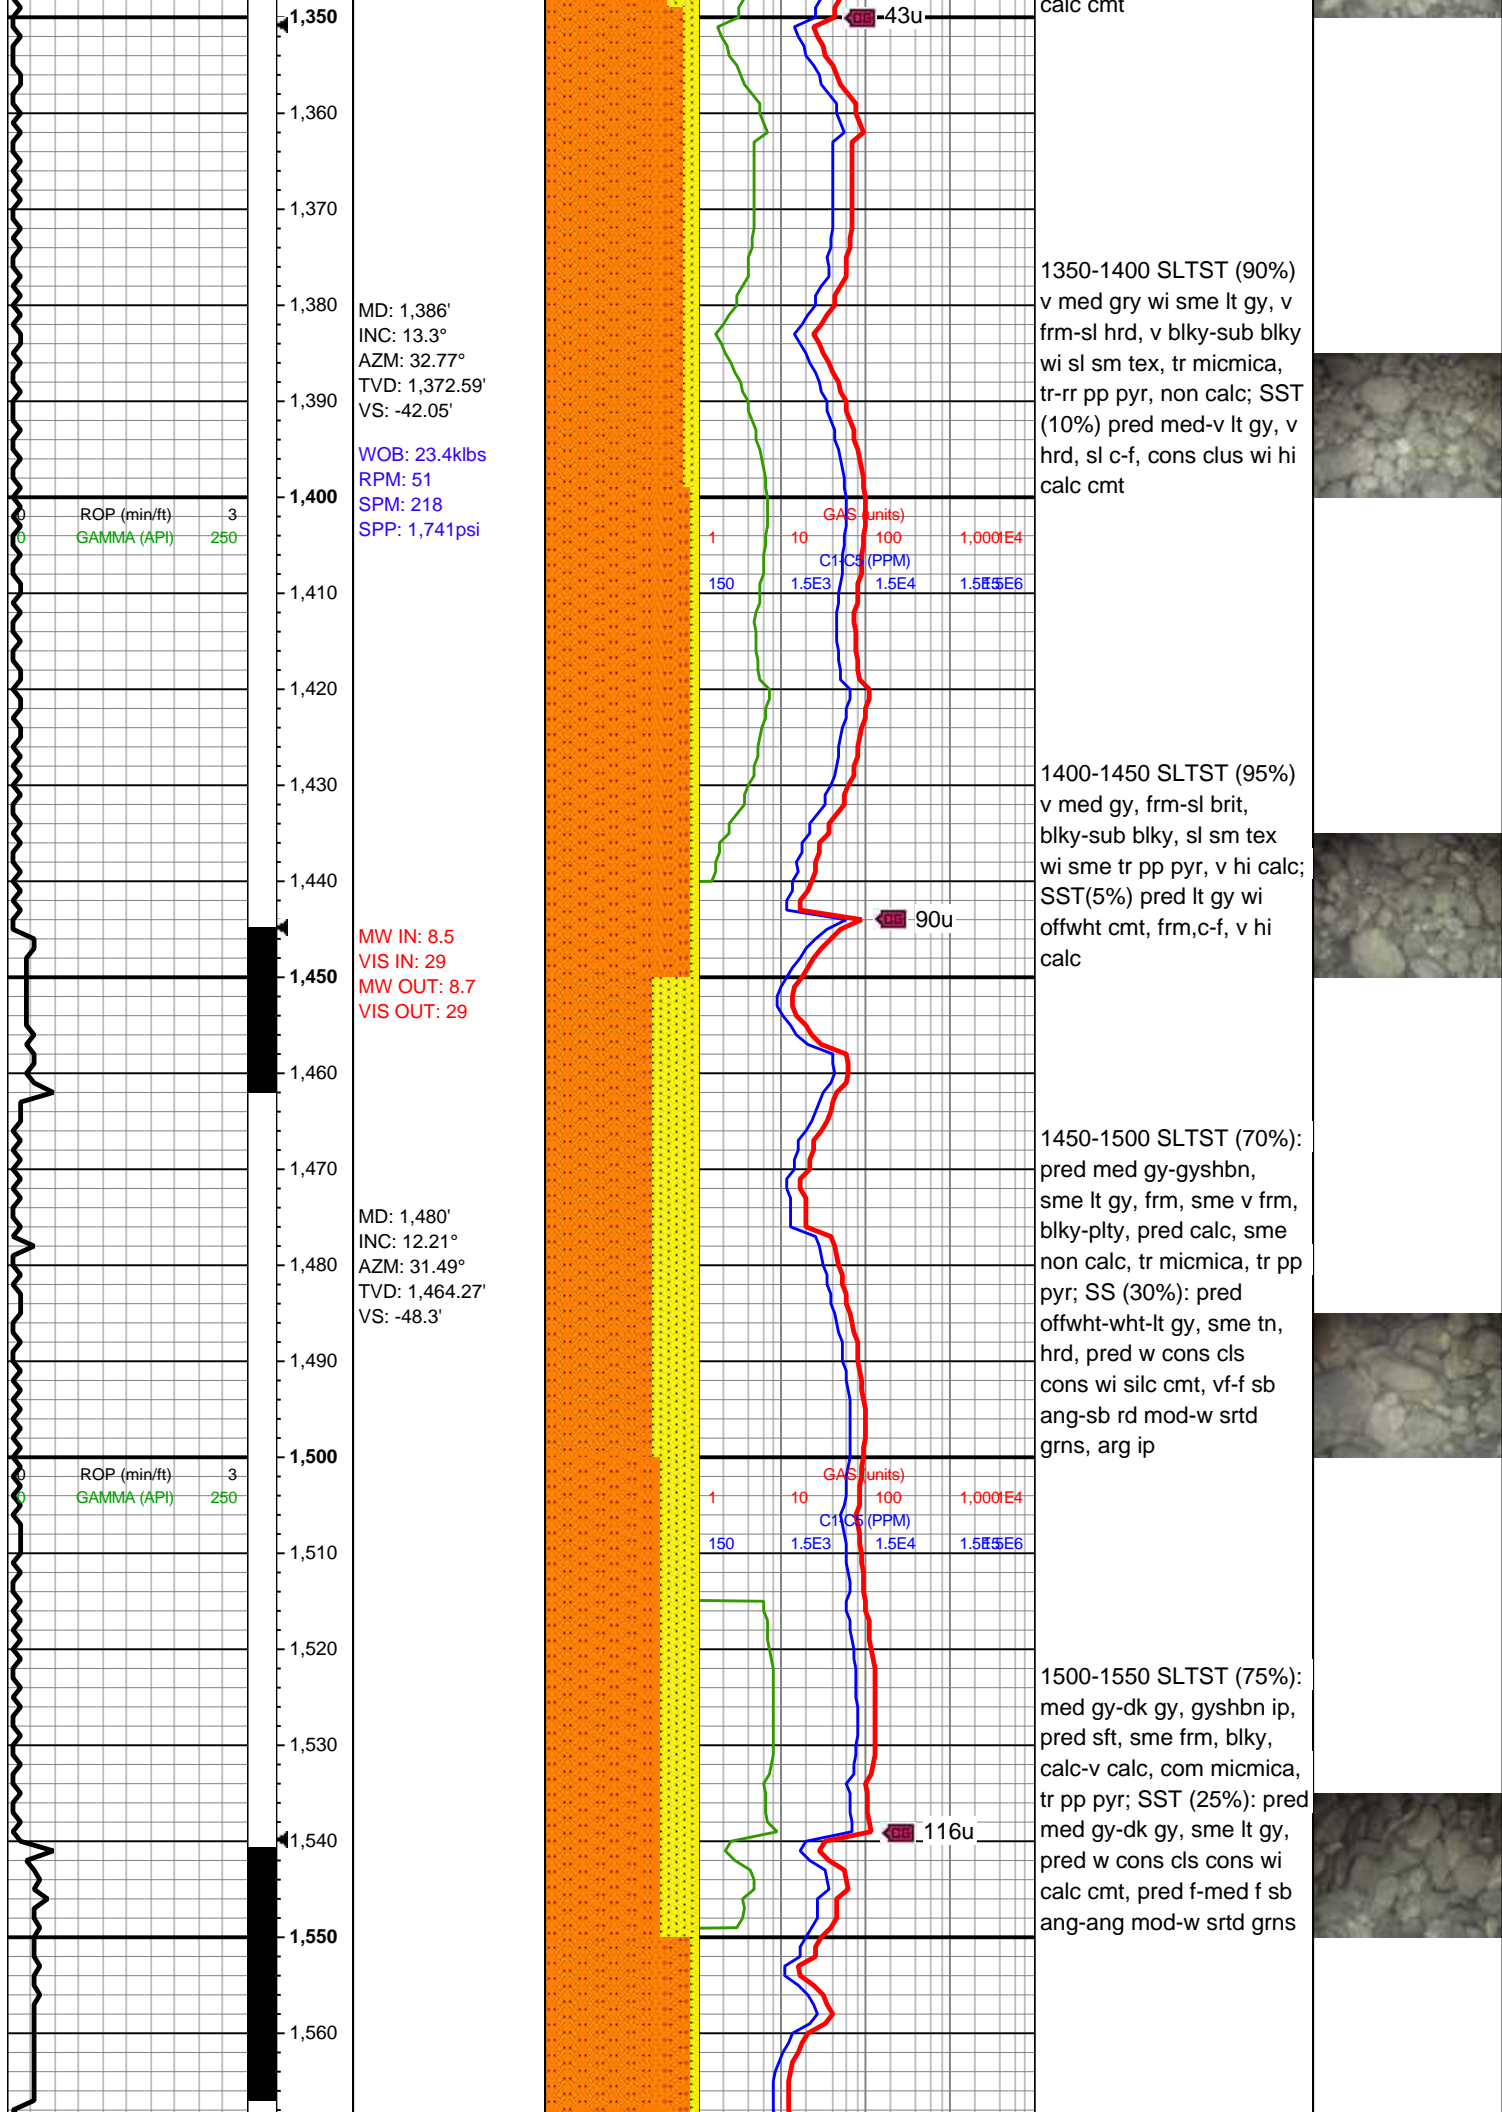 calc cmt
1,350
CG 43u
1,360
1,370
1350-1400 SLTST (90%)
v med gry wi sme lt gy, v
frm-sl hrd, v blky-sub blky
wi sl sm tex, tr micmica,
tr-rr pp pyr, non calc; SST
(10%) pred med-v lt gy, v
hrd, sl c-f, cons clus wi hi
calc cmt
1,380
MD: 1,386'
INC: 13.3°
AZM: 32.77°
TVD: 1,372.59'
VS: -42.05'
1,390
WOB: 23.4klbs
RPM: 51
SPM: 218
SPP: 1,741psi
1,400
0 ROP (min/ft) 3
0 GAMMA (API) 250
GAS (units)
1 10 100 1,000 1E4
C1-C5 (PPM)
150 1.5E3 1.5E4 1.5E5 1.5E6
1,410
1,420
1,430
1400-1450 SLTST (95%)
v med gy, frm-sl brit,
blky-sub blky, sl sm tex
wi sme tr pp pyr, v hi calc;
SST(5%) pred lt gy wi
offwht cmt, frm,c-f, v hi
calc
1,440
CG 90u
MW IN: 8.5
VIS IN: 29
MW OUT: 8.7
VIS OUT: 29
1,450
1,460
1450-1500 SLTST (70%):
pred med gy-gyshbn,
sme lt gy, frm, sme v frm,
blky-plty, pred calc, sme
non calc, tr micmica, tr pp
pyr; SS (30%): pred
offwht-wht-lt gy, sme tn,
hrd, pred w cons cls
cons wi silc cmt, vf-f sb
ang-sb rd mod-w srtd
grns, arg ip
1,470
MD: 1,480'
INC: 12.21°
AZM: 31.49°
TVD: 1,464.27'
VS: -48.3'
1,480
1,490
1,500
0 ROP (min/ft) 3
0 GAMMA (API) 250
GAS (units)
1 10 100 1,000 1E4
C1-C5 (PPM)
150 1.5E3 1.5E4 1.5E5 1.5E6
1,510
1,520
1500-1550 SLTST (75%):
med gy-dk gy, gyshbn ip,
pred sft, sme frm, blky,
calc-v calc, com micmica,
tr pp pyr; SST (25%): pred
med gy-dk gy, sme lt gy,
pred w cons cls cons wi
calc cmt, pred f-med f sb
ang-ang mod-w srtd grns
1,530
1,540
CG 116u
1,550
1,560